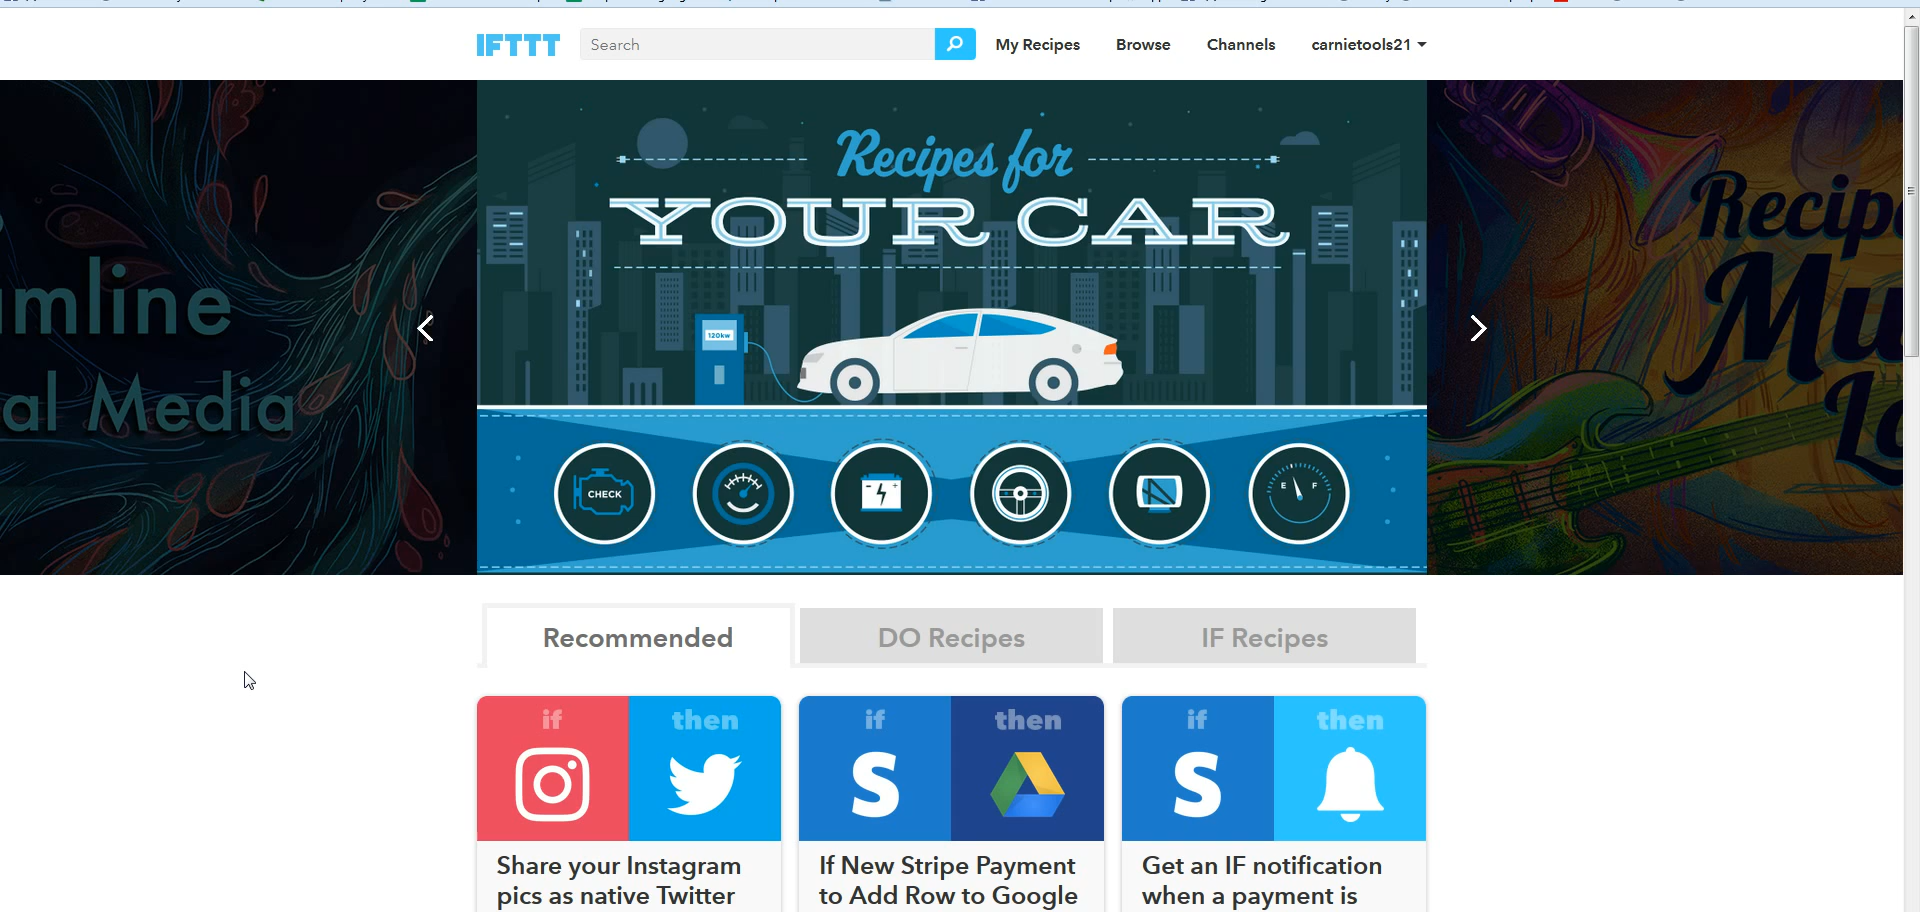 IFTTT
Search
My Recipes
Browse
Channels
carnietools21
Recipes for
YOUR CAR
mline
al Media
Recip
Mu
Lo
120kw
CHECK
- +
E F
Recommended
DO Recipes
IF Recipes
if then
if then
if then
S
S
Share your Instagram
pics as native Twitter
If New Stripe Payment
to Add Row to Google
Get an IF notification
when a payment is